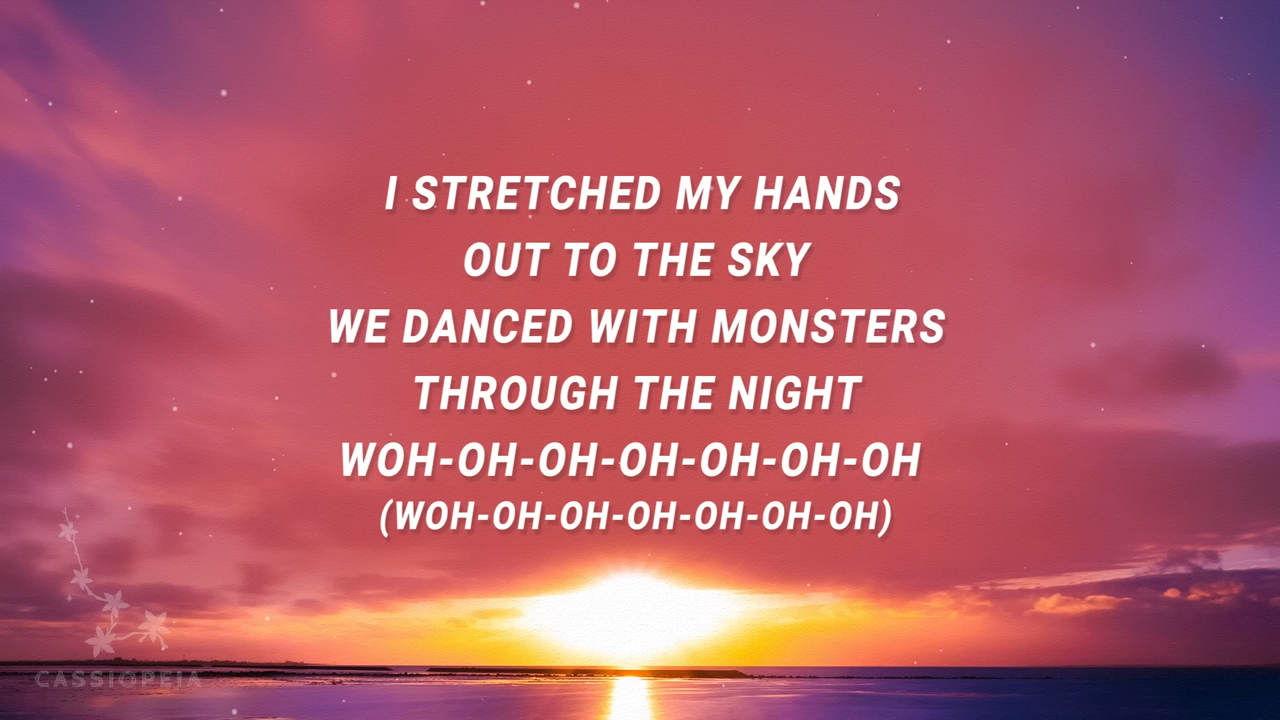 I STRETCHED MY HANDS
OUT TO THE SKY
WE DANCED WITH MONSTERS
THROUGH THE NIGHT
WOH-OH-OH-OH-OH-OH-OH
(WOH-OH-OH-OH-OH-OH-OH)
CASSIOPEIA